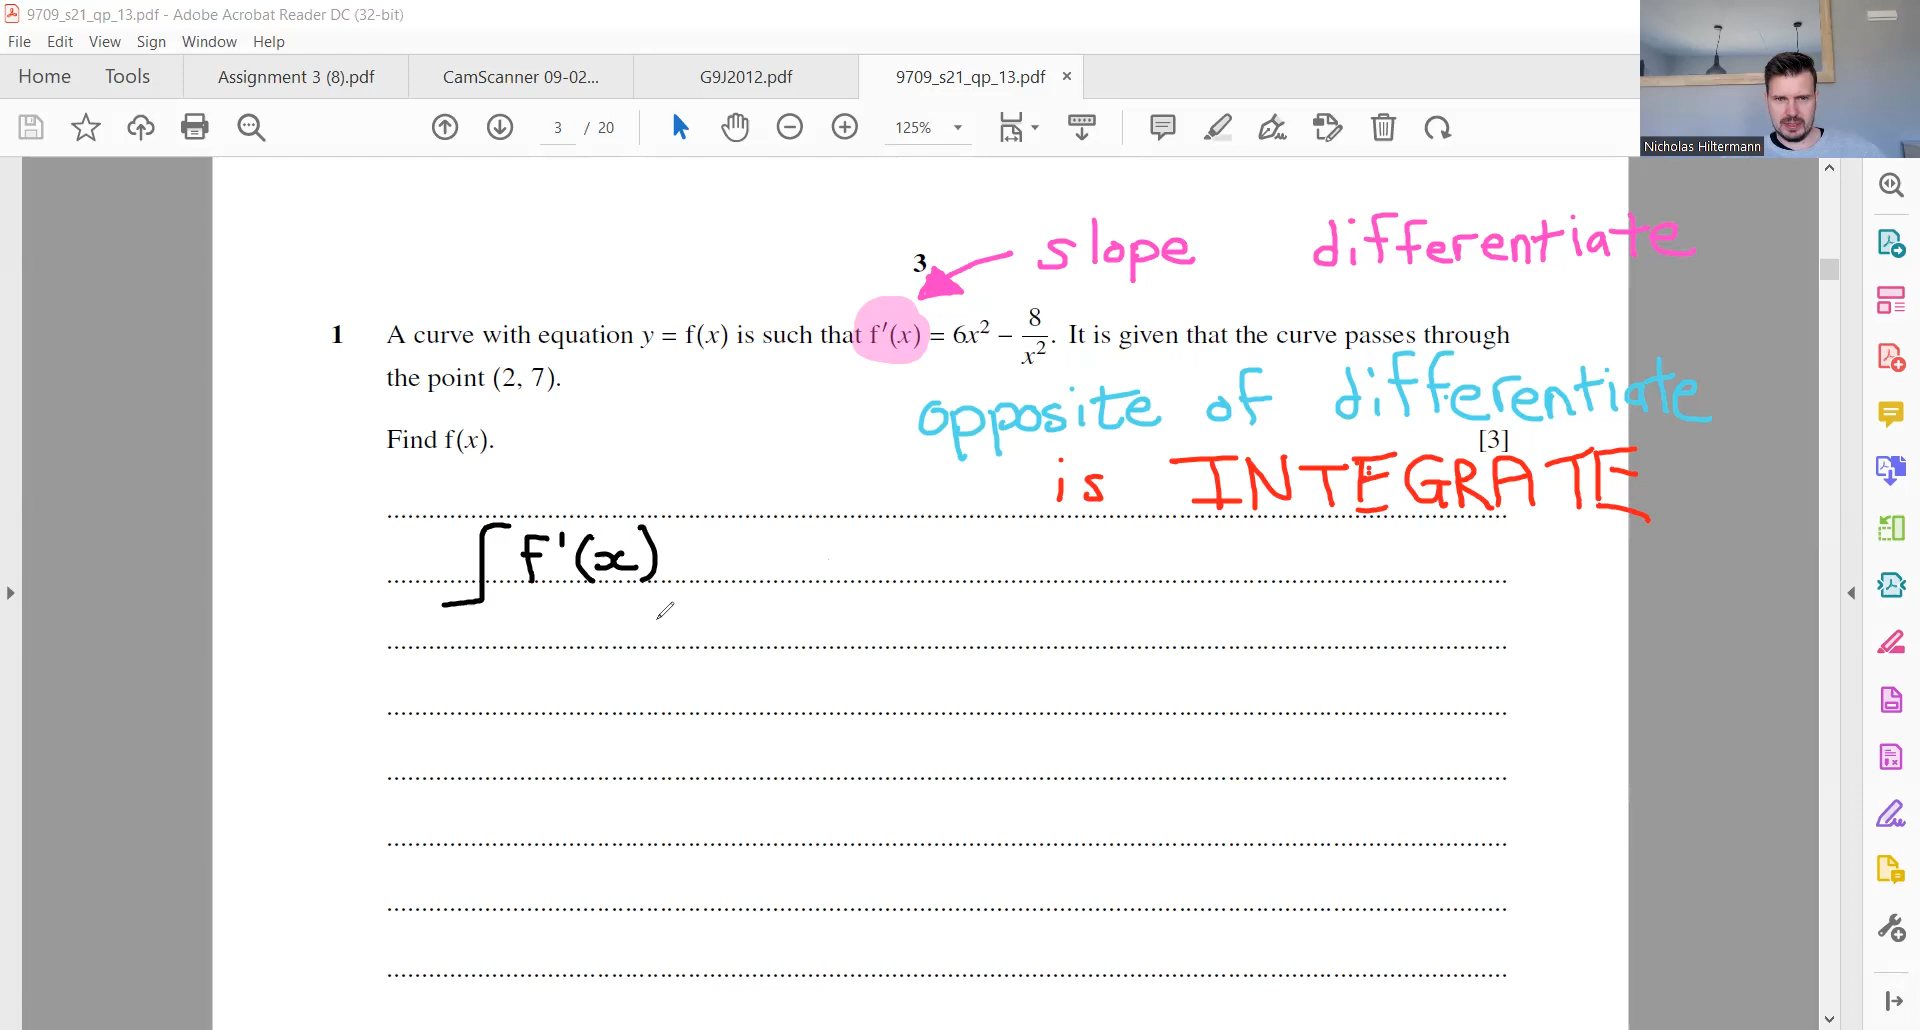 9709_s21_qp_13.pdf - Adobe Acrobat Reader DC (32-bit)
File Edit View Sign Window Help
Home Tools Assignment 3 (8).pdf CamScanner 09-02... G9J2012.pdf 9709_s21_qp_13.pdf ×
3 / 20 125%
Nicholas Hiltermann
slope differentiate
3
1 A curve with equation y = f(x) is such that f′(x) = 6x² − 8/x². It is given that the curve passes through
the point (2, 7).
opposite of differentiate
Find f(x). [3]
is INTEGRATE
∫ f'(x)